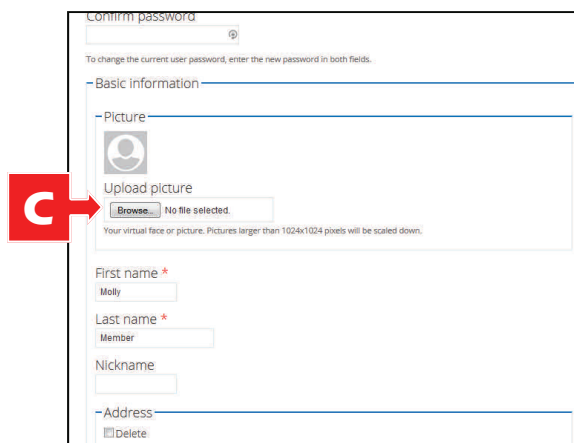 Confirm password
To change the current user password, enter the new password in both fields.
Basic information
Picture
Upload picture
C
Browse... No file selected.
Your virtual face or picture. Pictures larger than 1024x1024 pixels will be scaled down.
First name *
Molly
Last name *
Member
Nickname
Address
Delete